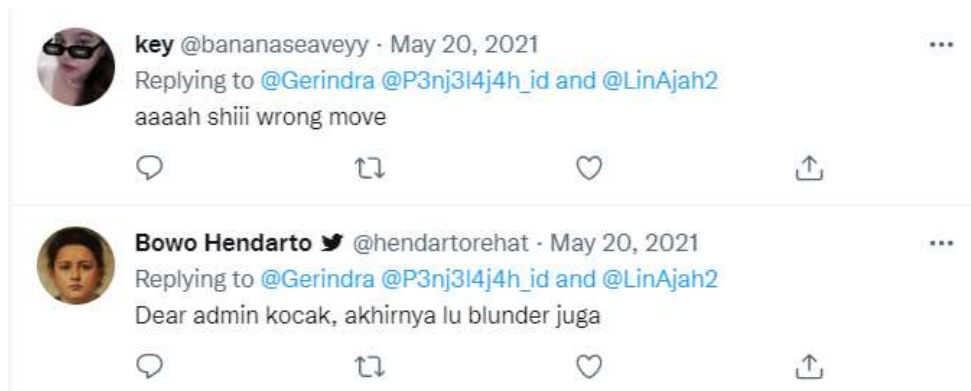 key @bananaseaveyy · May 20, 2021
Replying to @Gerindra @P3nj3l4j4h_id and @LinAjah2
aaaah shiii wrong move
Bowo Hendarto @hendartorehat · May 20, 2021
Replying to @Gerindra @P3nj3l4j4h_id and @LinAjah2
Dear admin kocak, akhirnya lu blunder juga